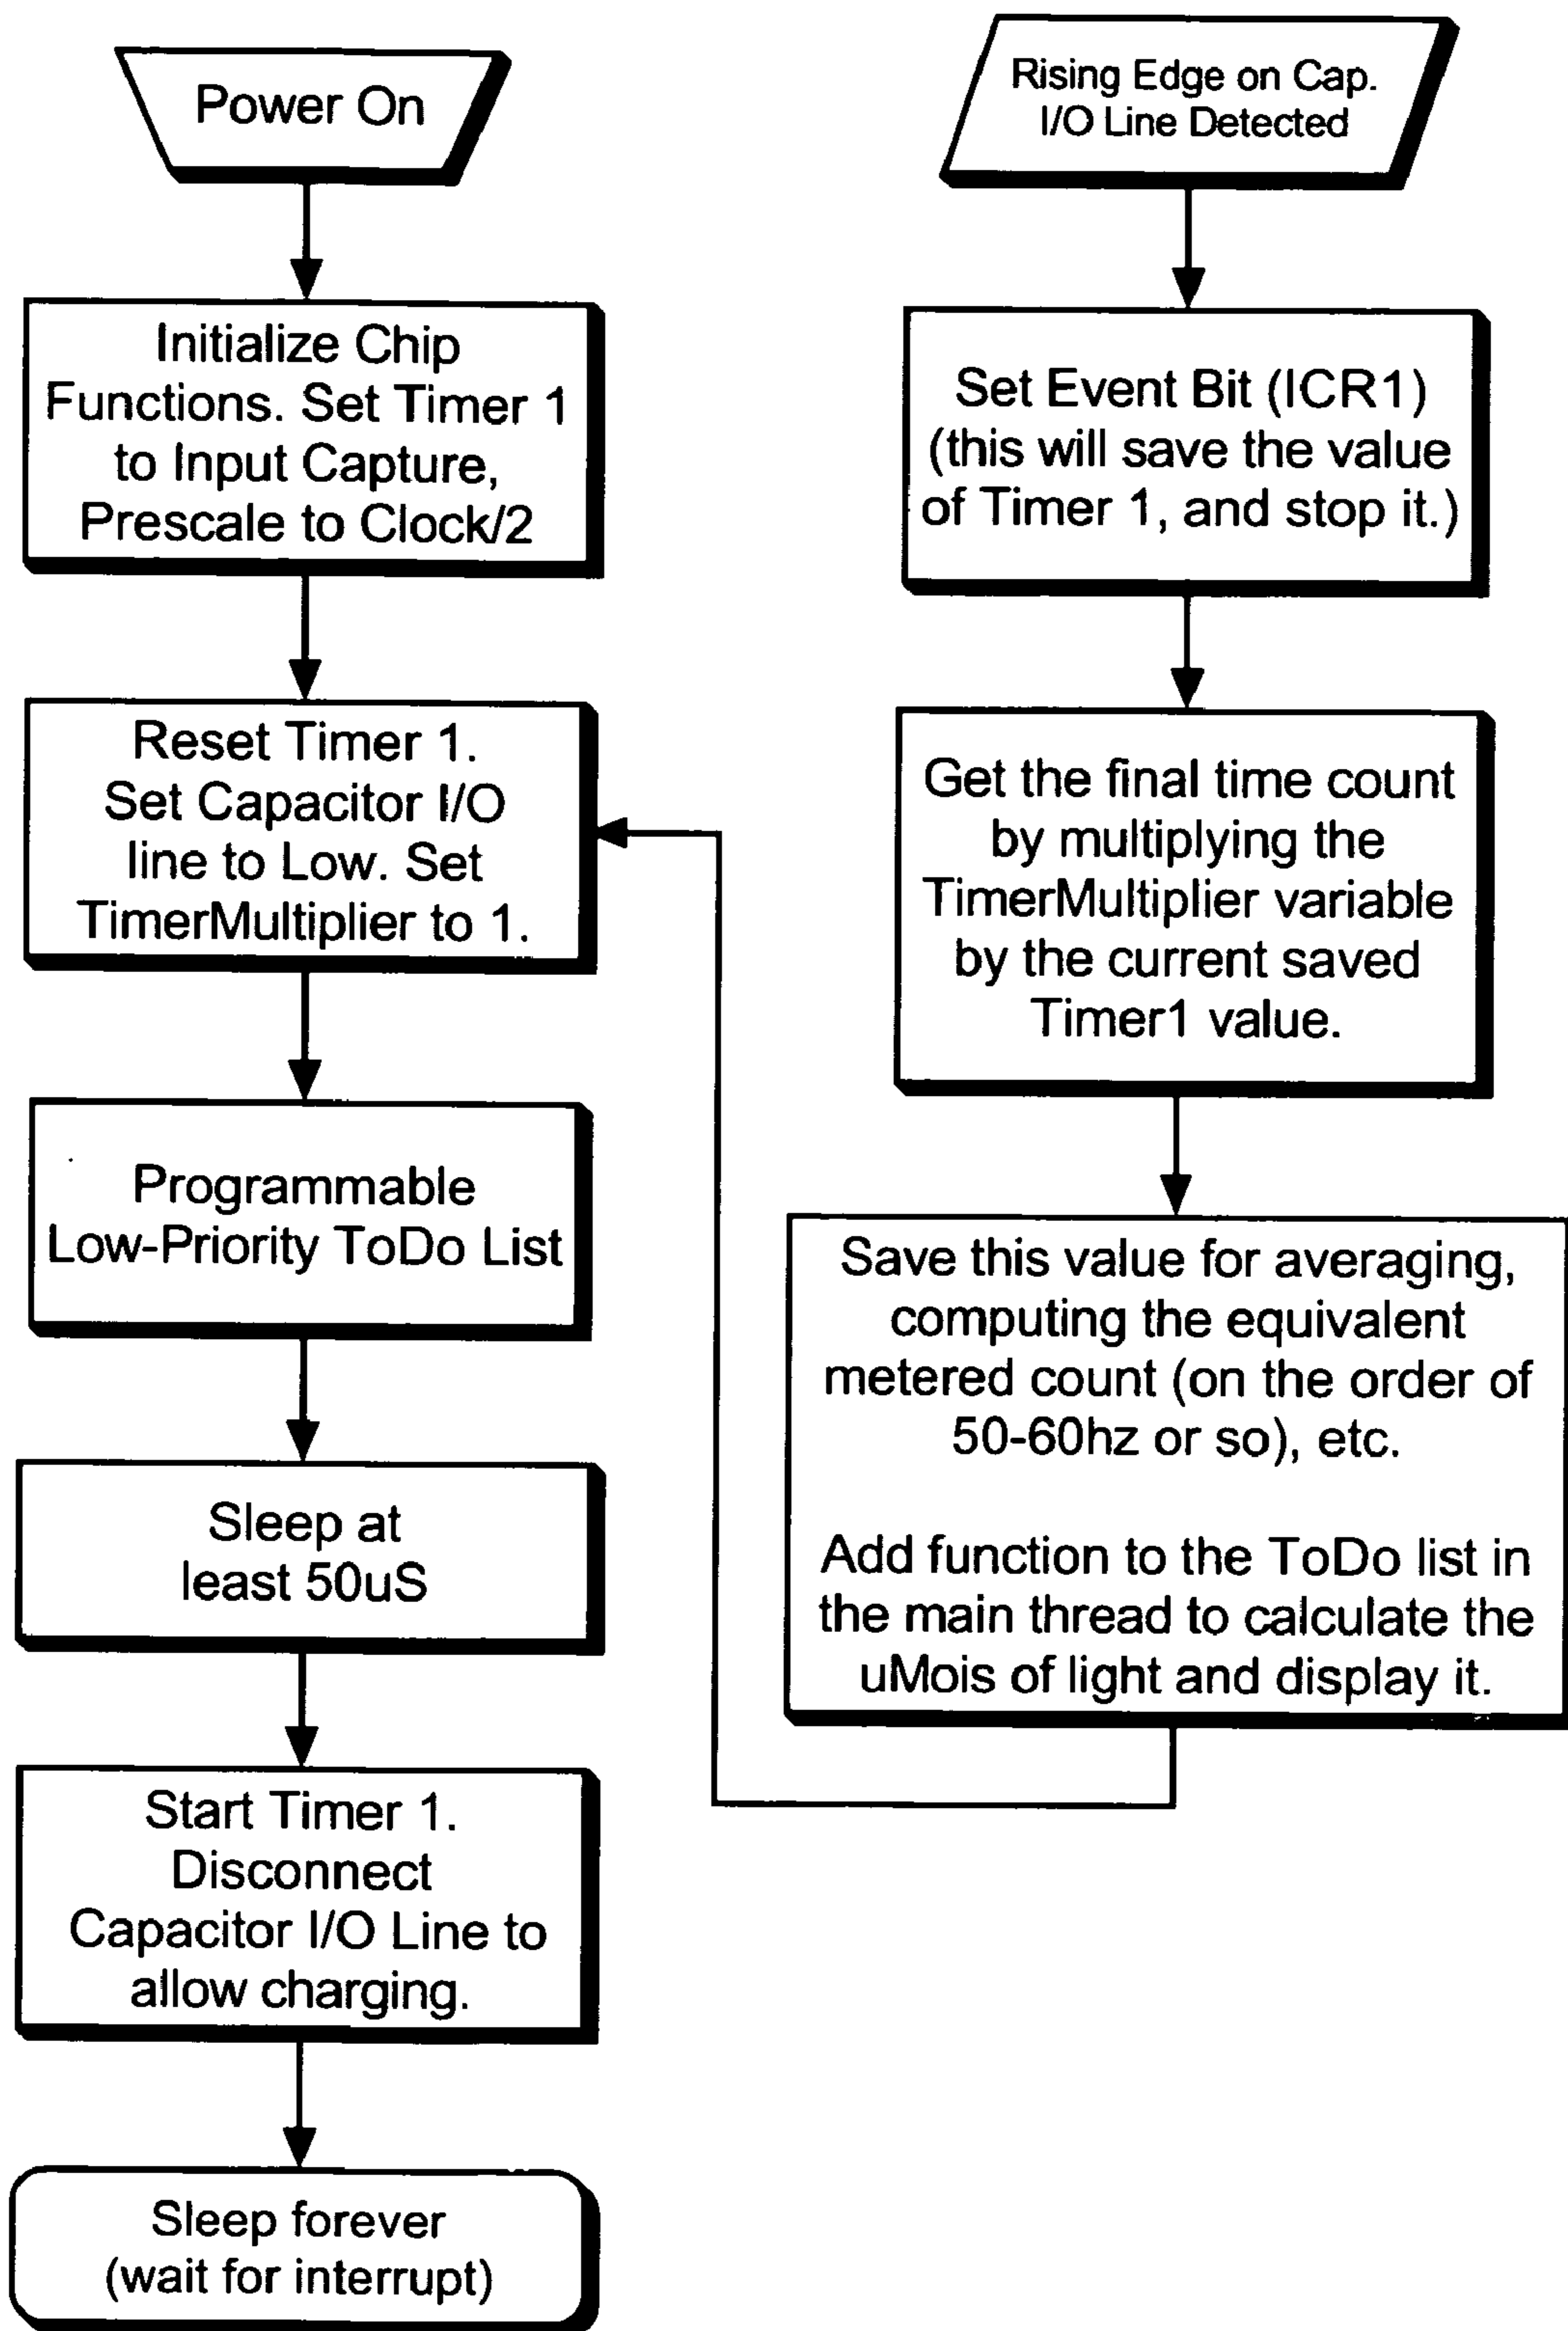 Power On
Initialize Chip
Functions. Set Timer 1
to Input Capture,
Prescale to Clock/2
Reset Timer 1.
Set Capacitor I/O
line to Low. Set
TimerMultiplier to 1.
Programmable
Low-Priority ToDo List
Sleep at
least 50uS
Start Timer 1.
Disconnect
Capacitor I/O Line to
allow charging.
Sleep forever
(wait for interrupt)
Rising Edge on Cap.
I/O Line Detected
Set Event Bit (ICR1)
(this will save the value
of Timer 1, and stop it.)
Get the final time count
by multiplying the
TimerMultiplier variable
by the current saved
Timer1 value.
Save this value for averaging,
computing the equivalent
metered count (on the order of
50-60hz or so), etc.
Add function to the ToDo list in
the main thread to calculate the
uMols of light and display it.